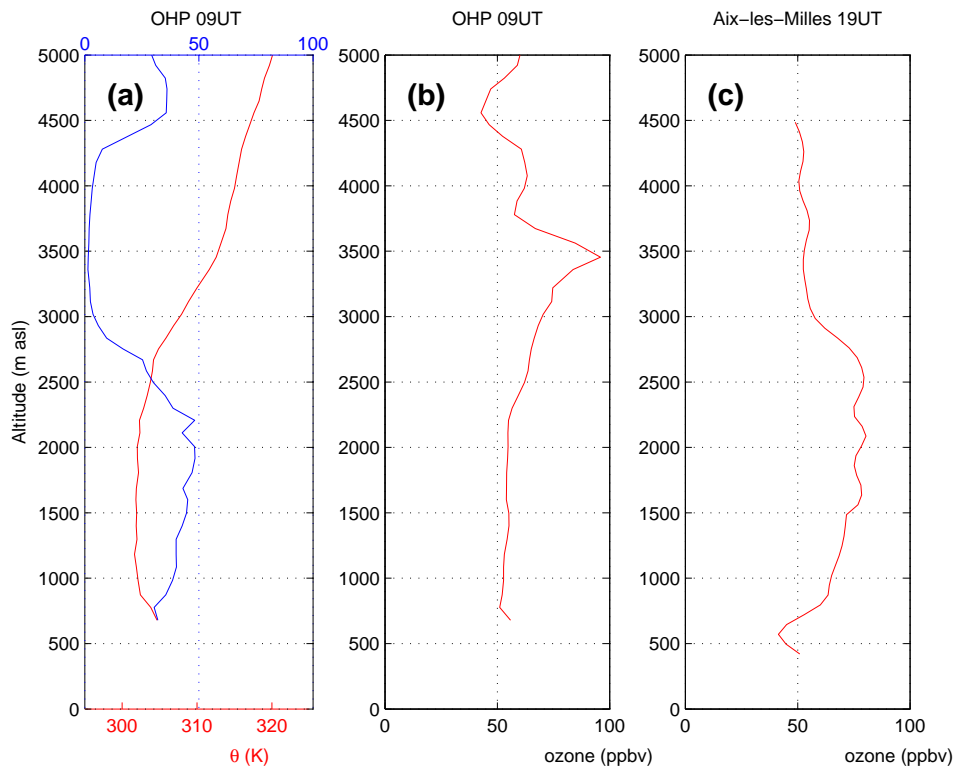 OHP 09UT
OHP 09UT
Aix−les−Milles 19UT
0 50 100
(a)
(b)
(c)
Altitude (m asl)
5000
4500
4000
3500
3000
2500
2000
1500
1000
500
0
300 310 320
θ (K)
5000
4500
4000
3500
3000
2500
2000
1500
1000
500
0
0 50 100
ozone (ppbv)
5000
4500
4000
3500
3000
2500
2000
1500
1000
500
0
0 50 100
ozone (ppbv)